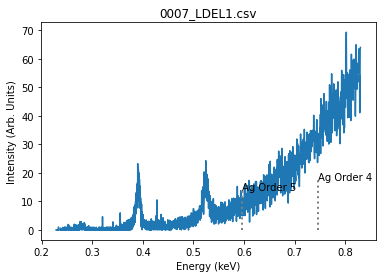 0007_LDEL1.csv
70
60
50
40
30
20
10
0
Intensity (Arb. Units)
Ag Order 5
Ag Order 4
0.2 0.3 0.4 0.5 0.6 0.7 0.8
Energy (keV)